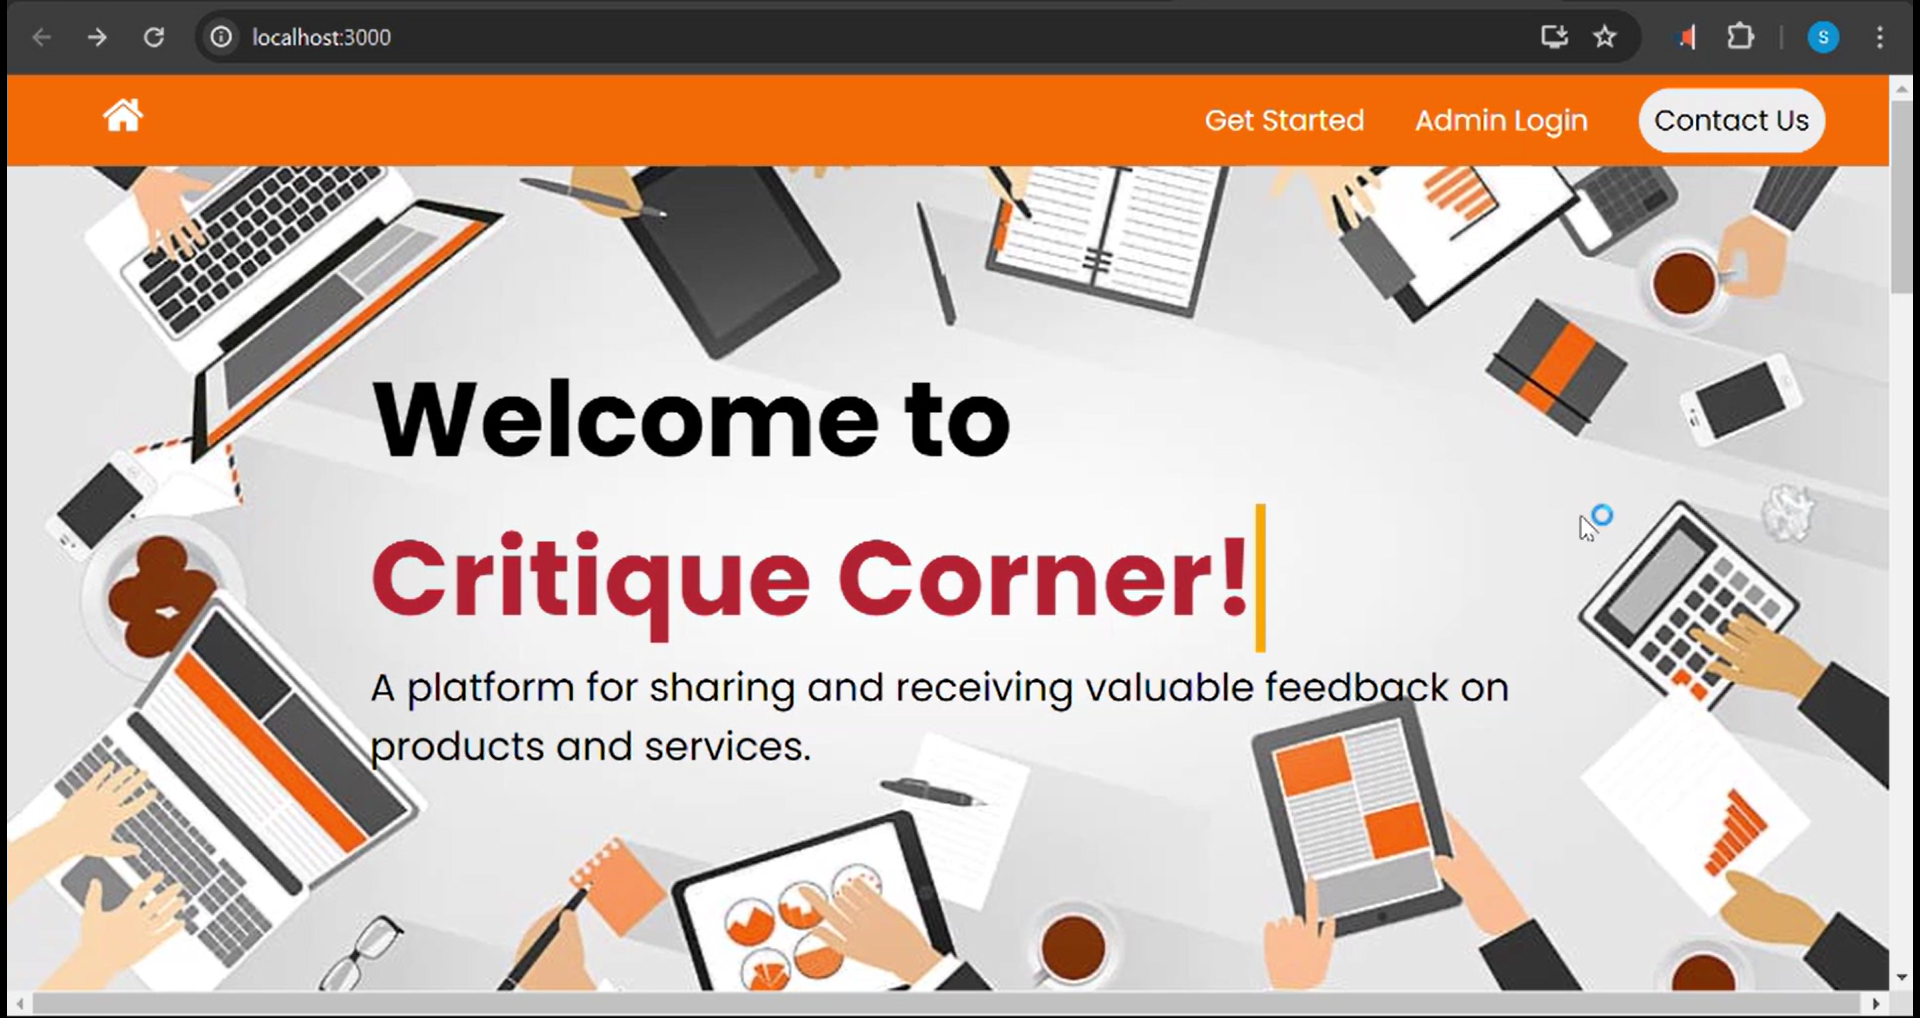 localhost:3000
S
Get Started
Admin Login
Contact Us
Welcome to
Critique Corner!
A platform for sharing and receiving valuable feedback on
products and services.